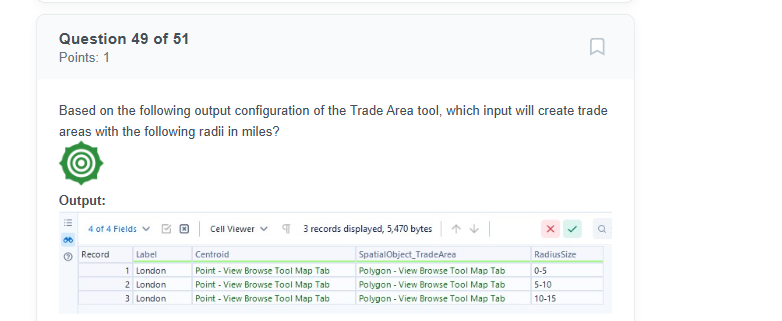 Question 49 of 51
Points: 1
Based on the following output configuration of the Trade Area tool, which input will create trade
areas with the following radii in miles?
Output:
4 of 4 Fields Cell Viewer 3 records displayed, 5,470 bytes
Record Label Centroid SpatialObject_TradeArea RadiusSize
1 London Point - View Browse Tool Map Tab Polygon - View Browse Tool Map Tab 0-5
2 London Point - View Browse Tool Map Tab Polygon - View Browse Tool Map Tab 5-10
3 London Point - View Browse Tool Map Tab Polygon - View Browse Tool Map Tab 10-15